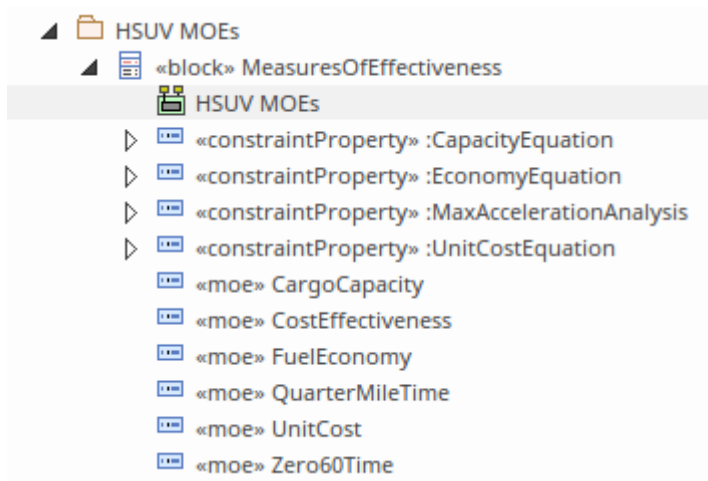 HSUV MOEs
«block» MeasuresOfEffectiveness
HSUV MOEs
«constraintProperty» :CapacityEquation
«constraintProperty» :EconomyEquation
«constraintProperty» :MaxAccelerationAnalysis
«constraintProperty» :UnitCostEquation
«moe» CargoCapacity
«moe» CostEffectiveness
«moe» FuelEconomy
«moe» QuarterMileTime
«moe» UnitCost
«moe» Zero60Time